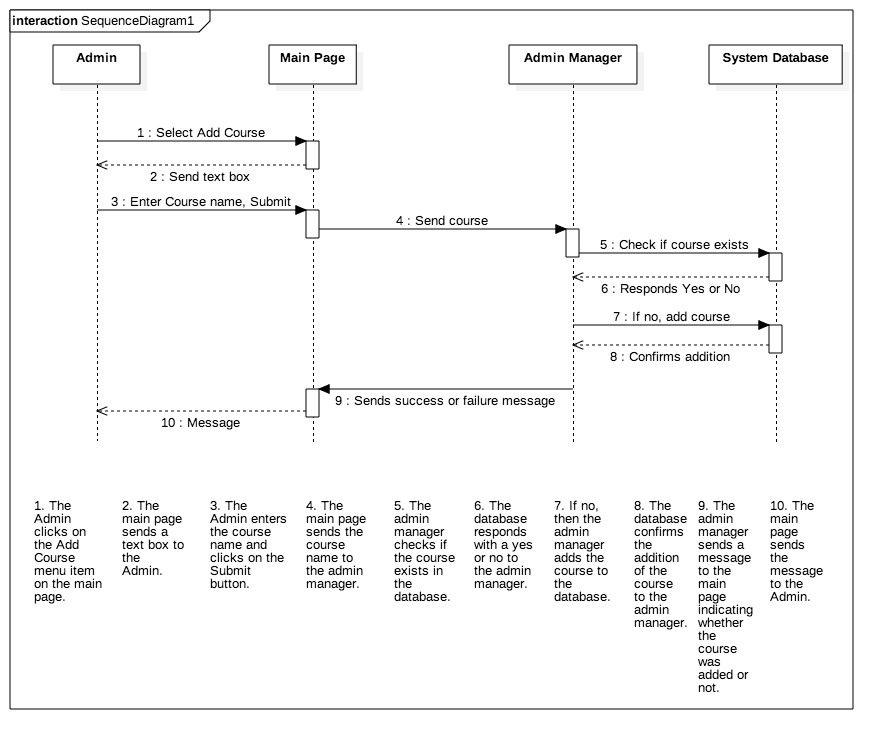 interaction SequenceDiagram1
Admin
Main Page
Admin Manager
System Database
1 : Select Add Course
2 : Send text box
3 : Enter Course name, Submit
4 : Send course
5 : Check if course exists
6 : Responds Yes or No
7 : If no, add course
8 : Confirms addition
9 : Sends success or failure message
10 : Message
1. The
Admin
clicks on
the Add
Course
menu item
on the main
page.
2. The
main page
sends a
text box to
the
Admin.
3. The
Admin enters
the course
name and
clicks on the
Submit
button.
4. The
main page
sends the
course
name to
the admin
manager.
5. The
admin
manager
checks if
the course
exists in
the
database.
6. The
database
responds
with a yes
or no to
the admin
manager.
7. If no,
then the
admin
manager
adds the
course to
the
database.
8. The
database
confirms
the
addition
of the
course
to the
admin
manager.
9. The
admin
manager
sends a
message
to the
main
page
indicating
whether
the
course
was
added or
not.
10. The
main
page
sends
the
message
to the
Admin.